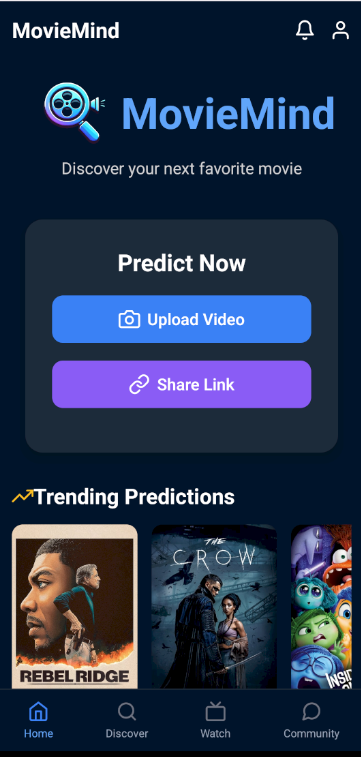 MovieMind
MovieMind
Discover your next favorite movie
Predict Now
Upload Video
Share Link
Trending Predictions
REBEL RIDGE
THE
CROW
INSI
Home
Discover
Watch
Community